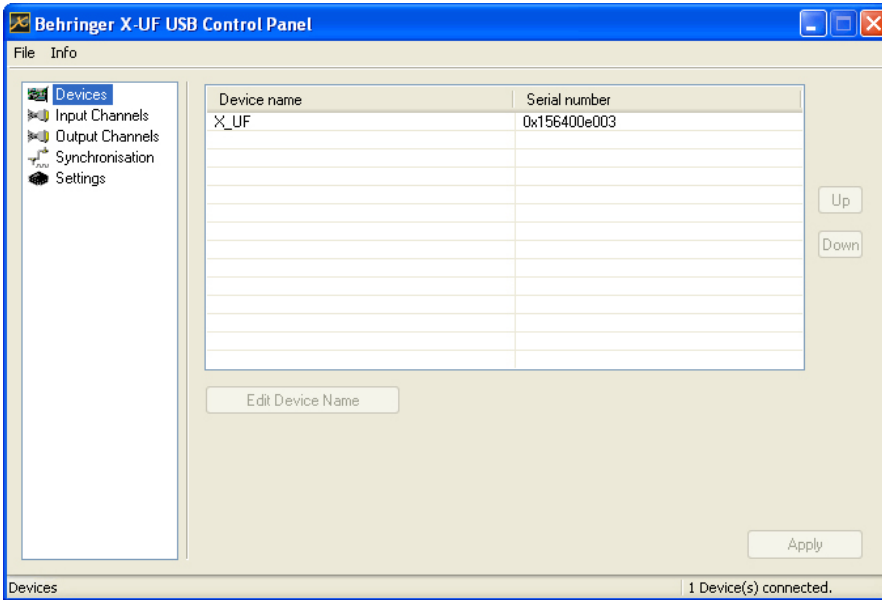 Behringer X-UF USB Control Panel
File Info
Devices
Input Channels
Output Channels
Synchronisation
Settings
Device name Serial number
X_UF 0x156400e003
Up
Down
Edit Device Name
Apply
Devices 1 Device(s) connected.